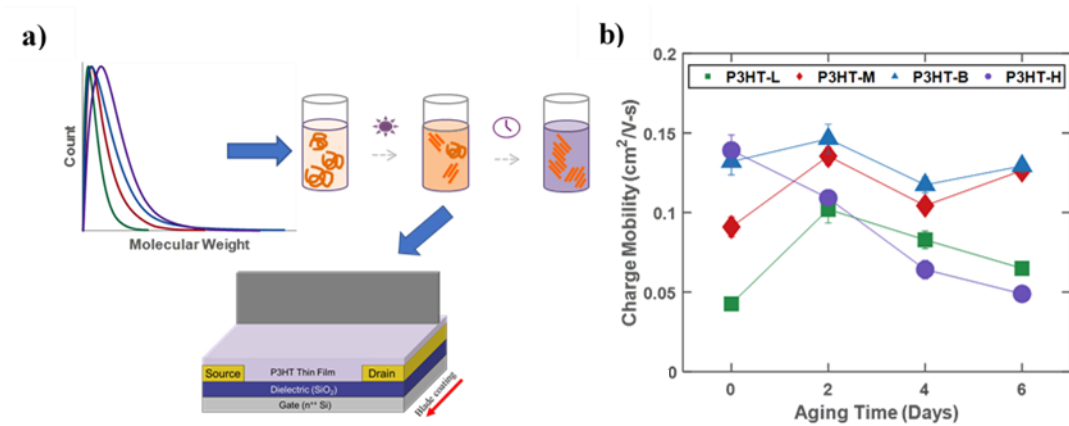 a)
Count
Molecular Weight
Source
P3HT Thin Film
Drain
Dielectric (SiO₂)
Gate (n⁺⁺ Si)
Blade coating
b)
0.2
0.15
0.1
0.05
0
P3HT-L P3HT-M P3HT-B P3HT-H
Charge Mobility (cm²/V-s)
0 2 4 6
Aging Time (Days)